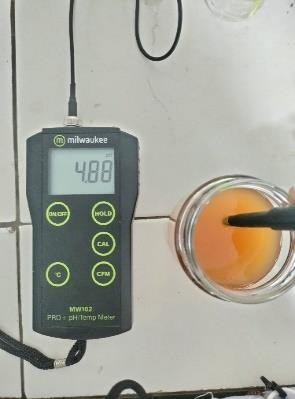 m milwaukee
pH
4.88
ON/OFF HOLD
CAL
°C CFM
MW102
PRO + pH/Temp Meter